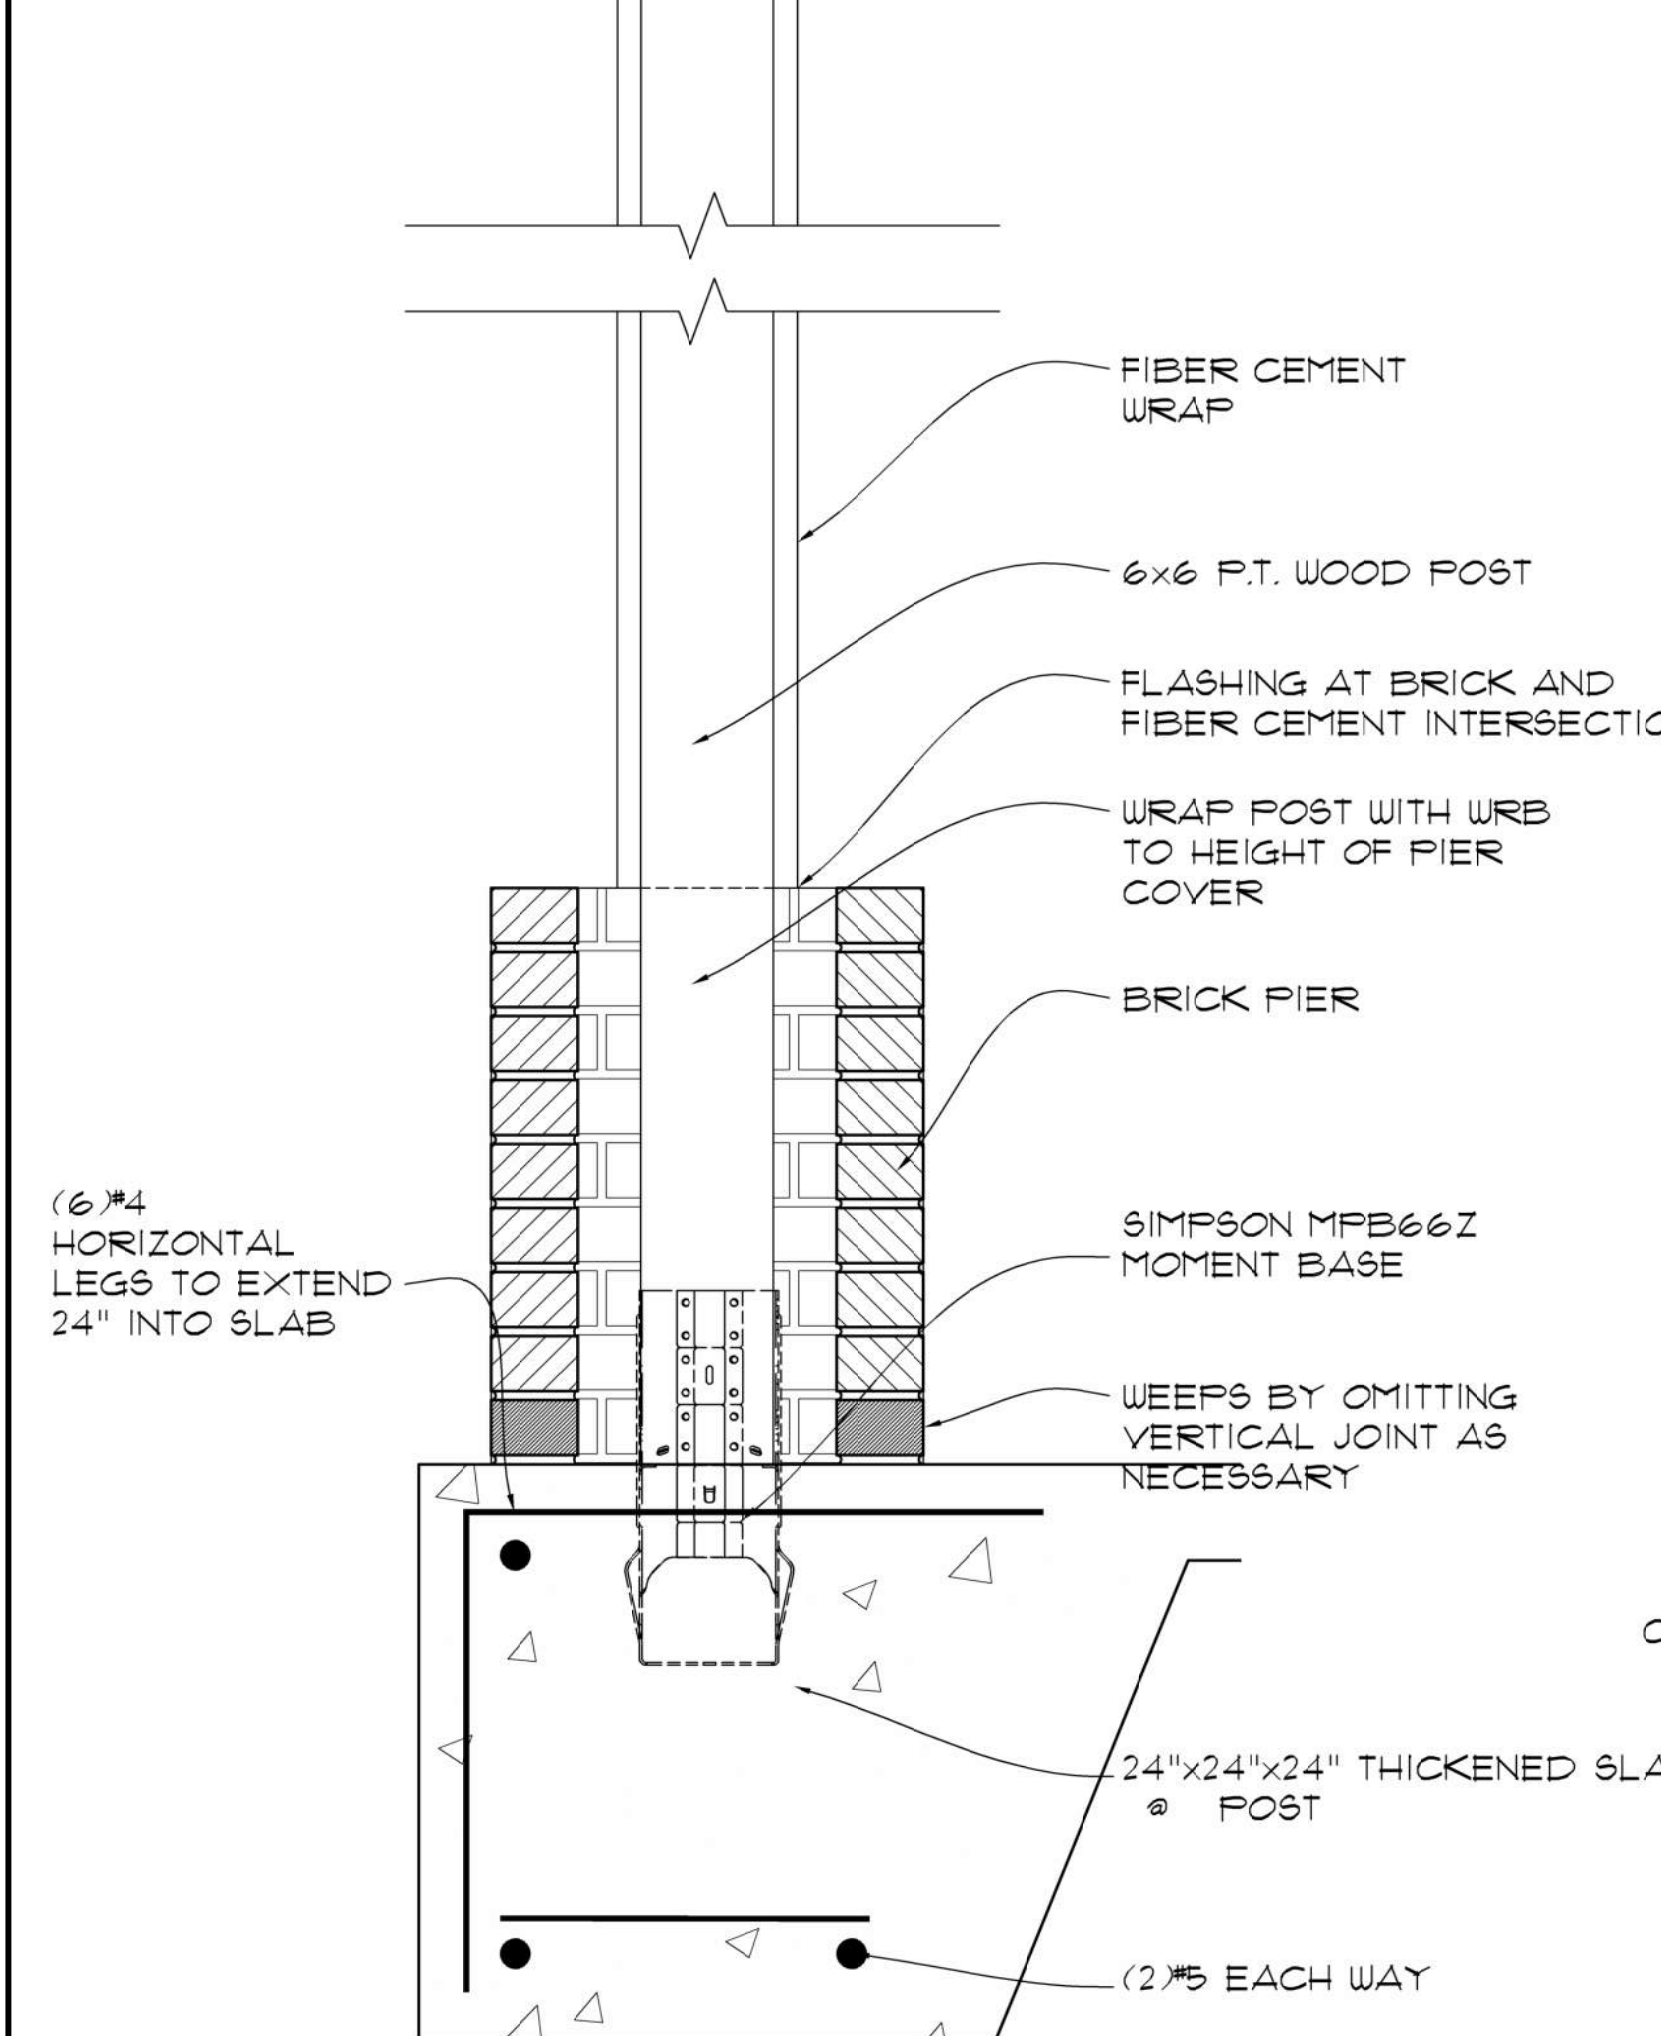 FIBER CEMENT
WRAP
6x6 P.T. WOOD POST
FLASHING AT BRICK AND
FIBER CEMENT
WRAP POST WITH WRB
TO HEIGHT OF PIER
COVER
BRICK PIER
(6)#4
HORIZONTAL
LEGS TO EXTEND
24" INTO SLAB
SIMPSON MPB66Z
MOMENT BASE
WEEPS BY OMITTING
VERTICAL JOINT AS
NECESSARY
24"x24"x24" THICKENED
@ POST
(2)#5 EACH WAY